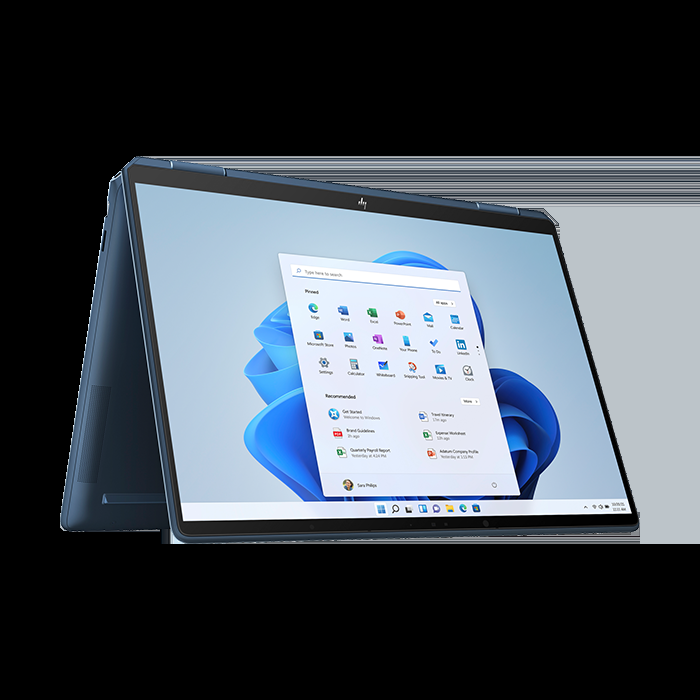 hp
Type here to search
Pinned
All apps >
Edge
Word
Excel
PowerPoint
Mail
Calendar
Microsoft Store
Photos
OneNote
Your Phone
To Do
LinkedIn
Settings
Calculator
Whiteboard
Snipping Tool
Movies & TV
Clock
Recommended
More >
Get Started
Welcome to Windows
Travel Itinerary
17m ago
Brand Guidelines
2h ago
Expense Worksheet
12h ago
Quarterly Payroll Report
Yesterday at 4:24 PM
Adatum Company Profile
Yesterday at 1:15 PM
Sara Philips